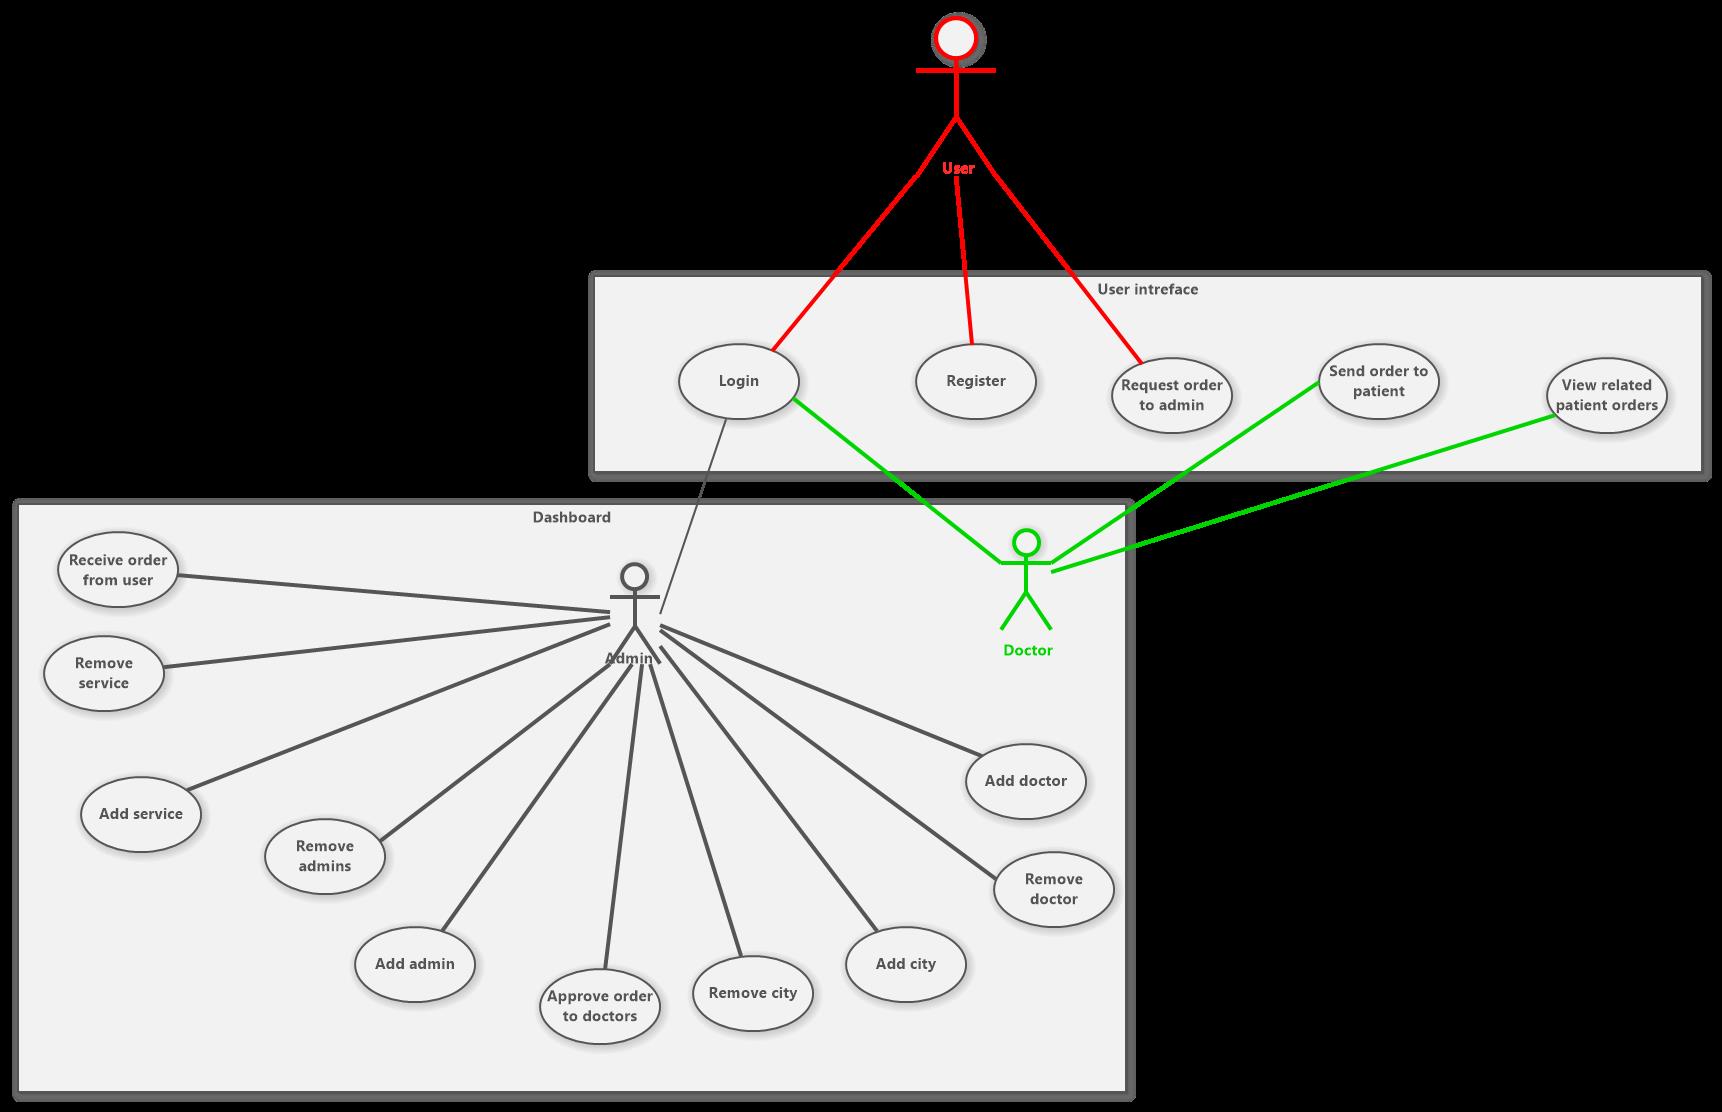 User
User intreface
Login
Register
Request order
to admin
Send order to
patient
View related
patient orders
Dashboard
Receive order
from user
Remove
service
Admin
Doctor
Add service
Remove
admins
Add admin
Approve order
to doctors
Remove city
Add city
Add doctor
Remove
doctor